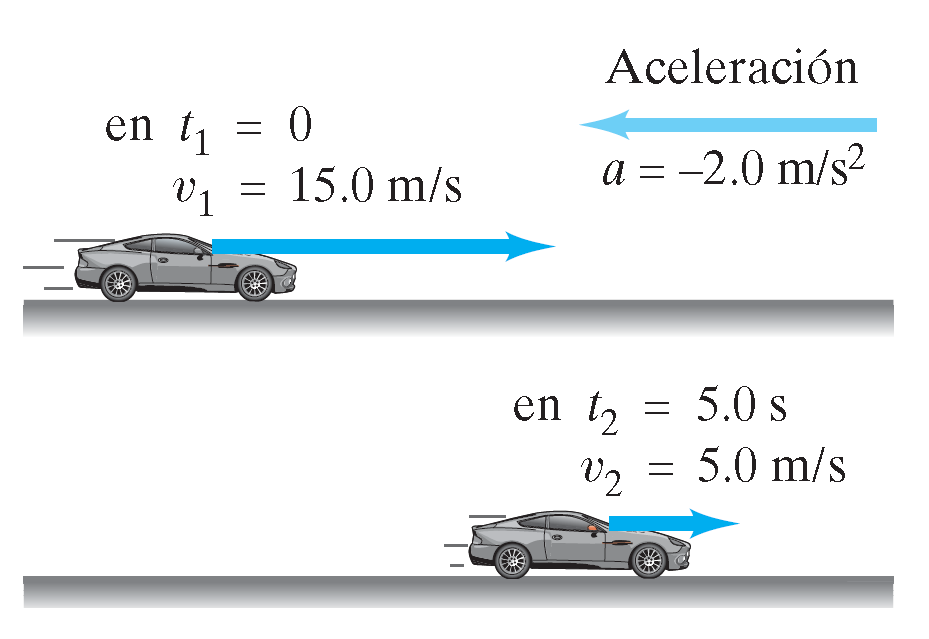 Aceleración
a = –2.0 m/s²
en t₁ = 0
v₁ = 15.0 m/s
en t₂ = 5.0 s
v₂ = 5.0 m/s